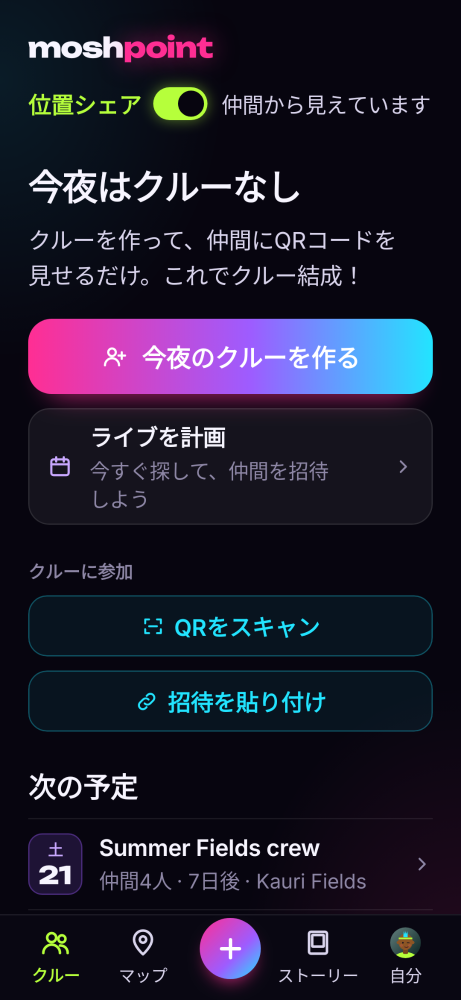 moshpoint
位置シェア 仲間から見えています
今夜はクルーなし
クルーを作って、仲間にQRコードを
見せるだけ。これでクルー結成！
今夜のクルーを作る
ライブを計画
今すぐ探して、仲間を招待
しよう
クルーに参加
QRをスキャン
招待を貼り付け
次の予定
土
21
Summer Fields crew
仲間4人 · 7日後 · Kauri Fields
クルー
マップ
ストーリー
自分